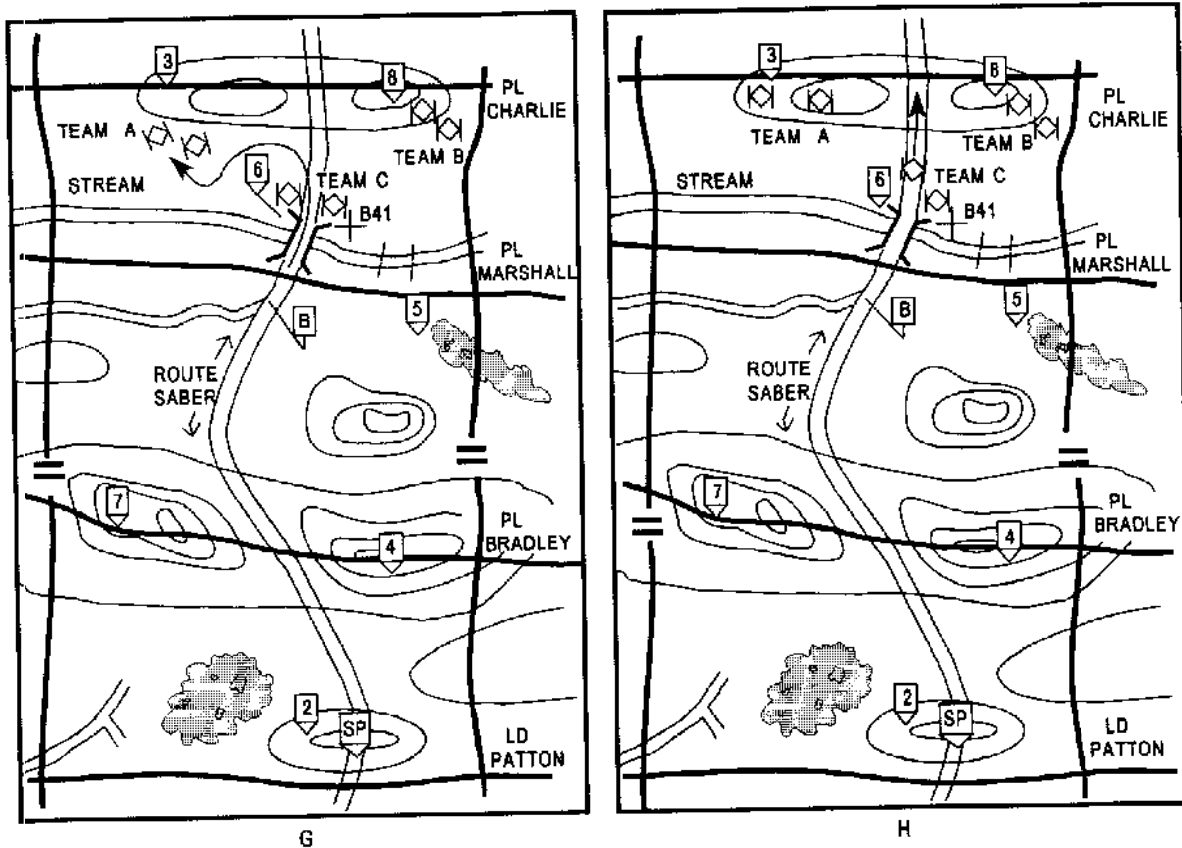 3
8
PL
CHARLIE
TEAM A
TEAM B
6
TEAM C
STREAM
B41
PL
MARSHALL
5
B
ROUTE
SABER
7
PL
BRADLEY
4
2
SP
LD
PATTON
G
3
8
PL
CHARLIE
TEAM A
TEAM B
6
TEAM C
STREAM
B41
PL
MARSHALL
5
B
ROUTE
SABER
7
PL
BRADLEY
4
2
SP
LD
PATTON
H